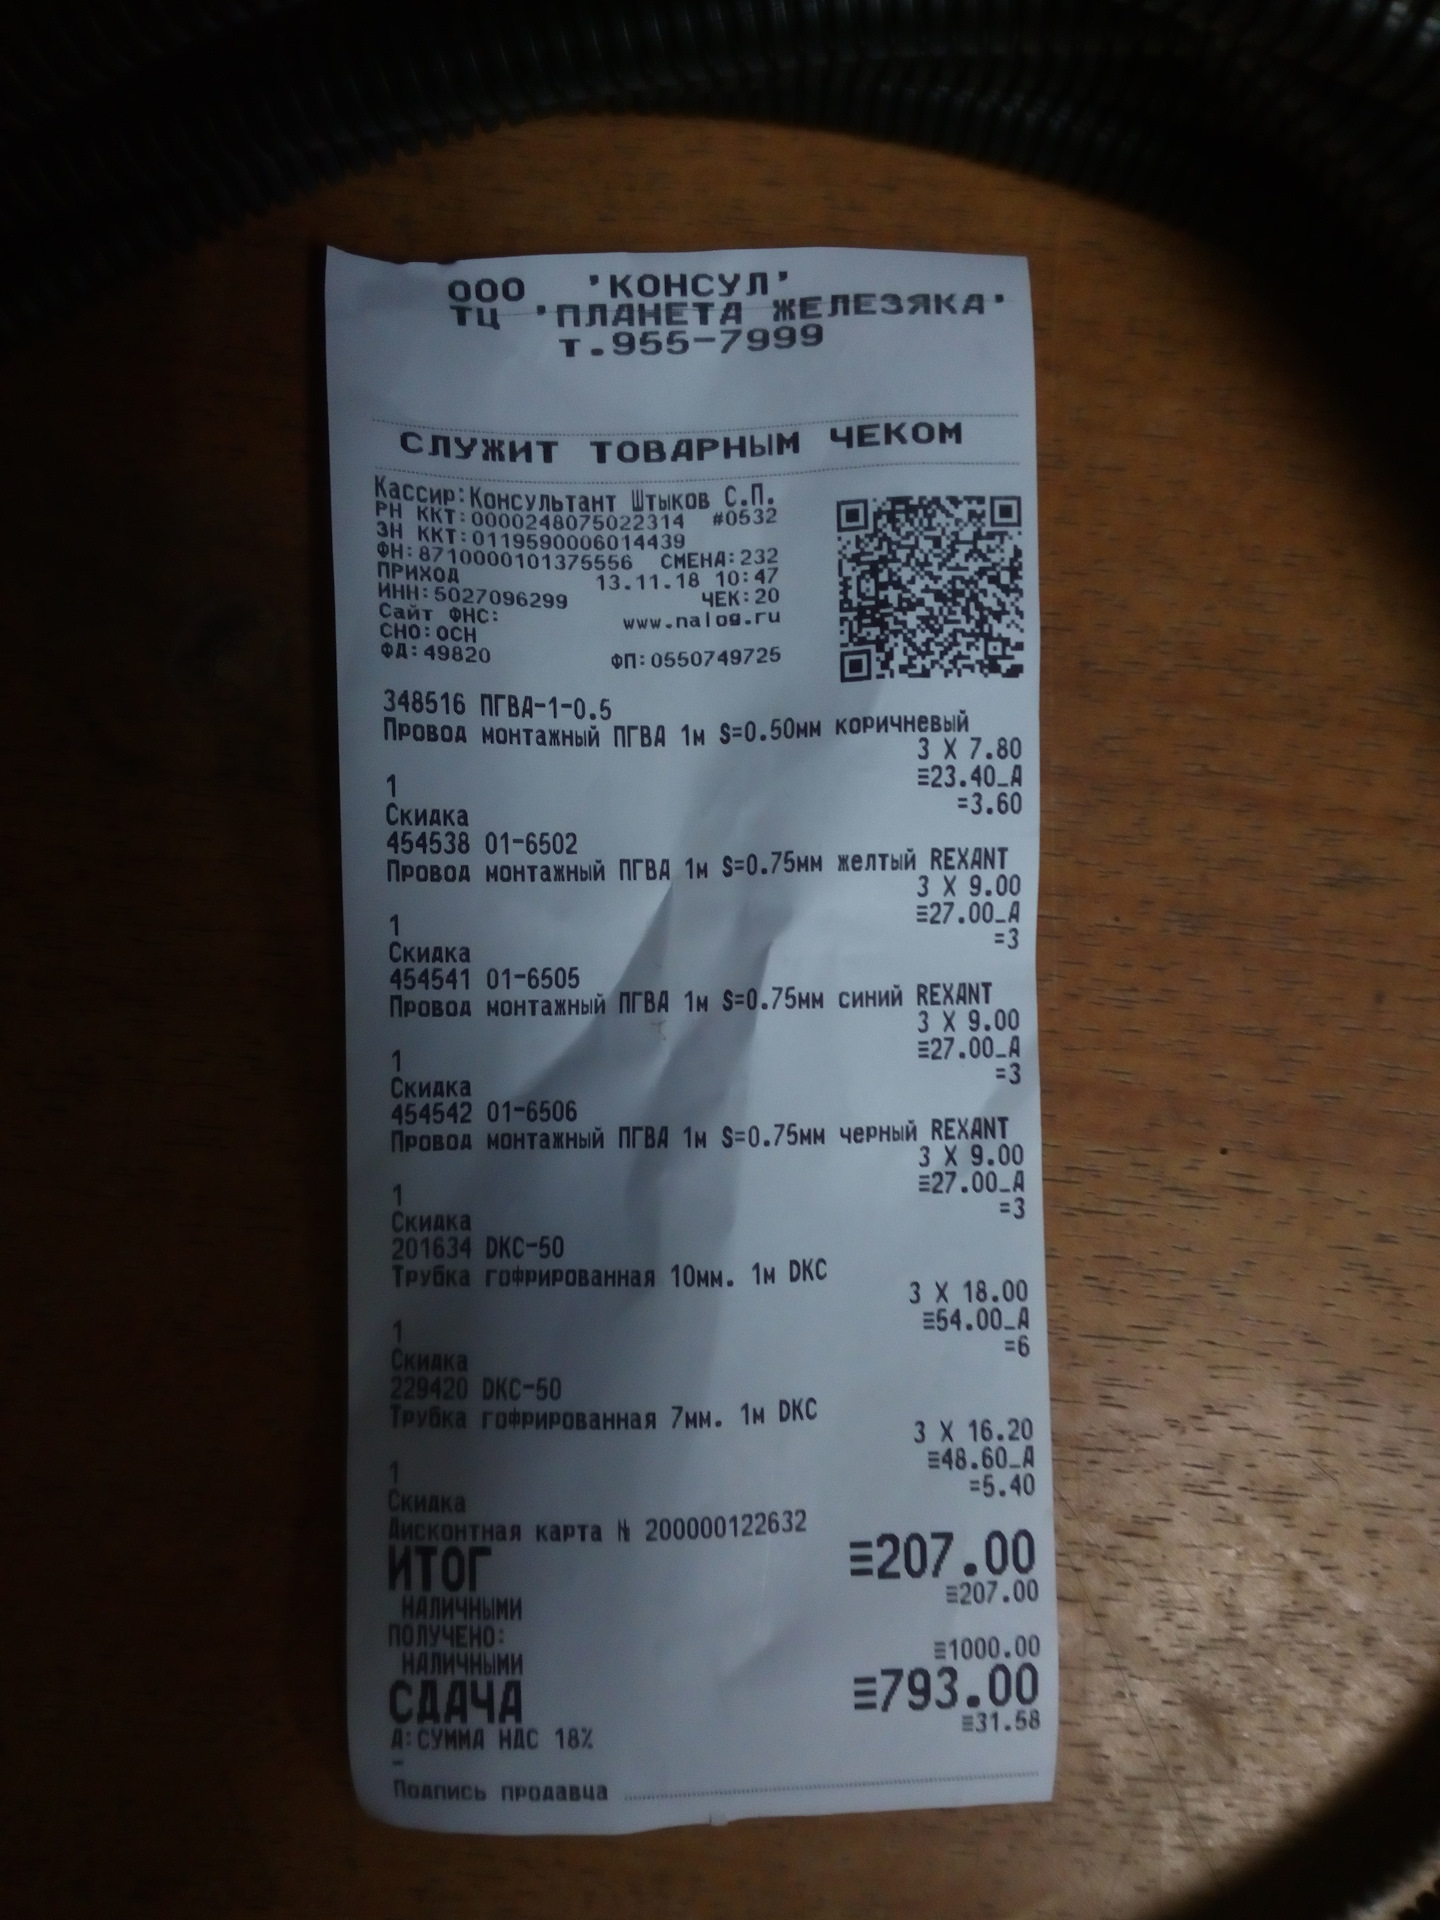 ООО 'КОНСУЛ'
ТЦ 'ПЛАНЕТА ЖЕЛЕЗЯКА'
т.955-7999
СЛУЖИТ ТОВАРНЫМ ЧЕКОМ
Кассир:Консультант Штыков С.П.
РН ККТ:0000248075022314 #0532
ЗН ККТ:0119590006014439
ФН:8710000101375556 СМЕНА:232
ПРИХОД 13.11.18 10:47
ИНН:5027096299 ЧЕК:20
Сайт ФНС: www.nalog.ru
СНО:ОСН
ФД:49820 ФП:0550749725
348516 ПГВА-1-0.5
Провод монтажный ПГВА 1м S=0.50мм коричневый
3 X 7.80
1 ≡23.40_А
Скидка =3.60
454538 01-6502
Провод монтажный ПГВА 1м S=0.75мм желтый REXANT
3 X 9.00
1 ≡27.00_А
Скидка =3
454541 01-6505
Провод монтажный ПГВА 1м S=0.75мм синий REXANT
3 X 9.00
1 ≡27.00_А
Скидка =3
454542 01-6506
Провод монтажный ПГВА 1м S=0.75мм черный REXANT
3 X 9.00
1 ≡27.00_А
Скидка =3
201634 DKC-50
Трубка гофрированная 10мм. 1м DKC
3 X 18.00
1 ≡54.00_А
Скидка =6
229420 DKC-50
Трубка гофрированная 7мм. 1м DKC
3 X 16.20
1 ≡48.60_А
Скидка =5.40
Дисконтная карта № 200000122632
ИТОГ ≡207.00
НАЛИЧНЫМИ ≡207.00
ПОЛУЧЕНО:
НАЛИЧНЫМИ ≡1000.00
СДАЧА ≡793.00
А:СУММА НДС 18% ≡31.58
-
Подпись продавца